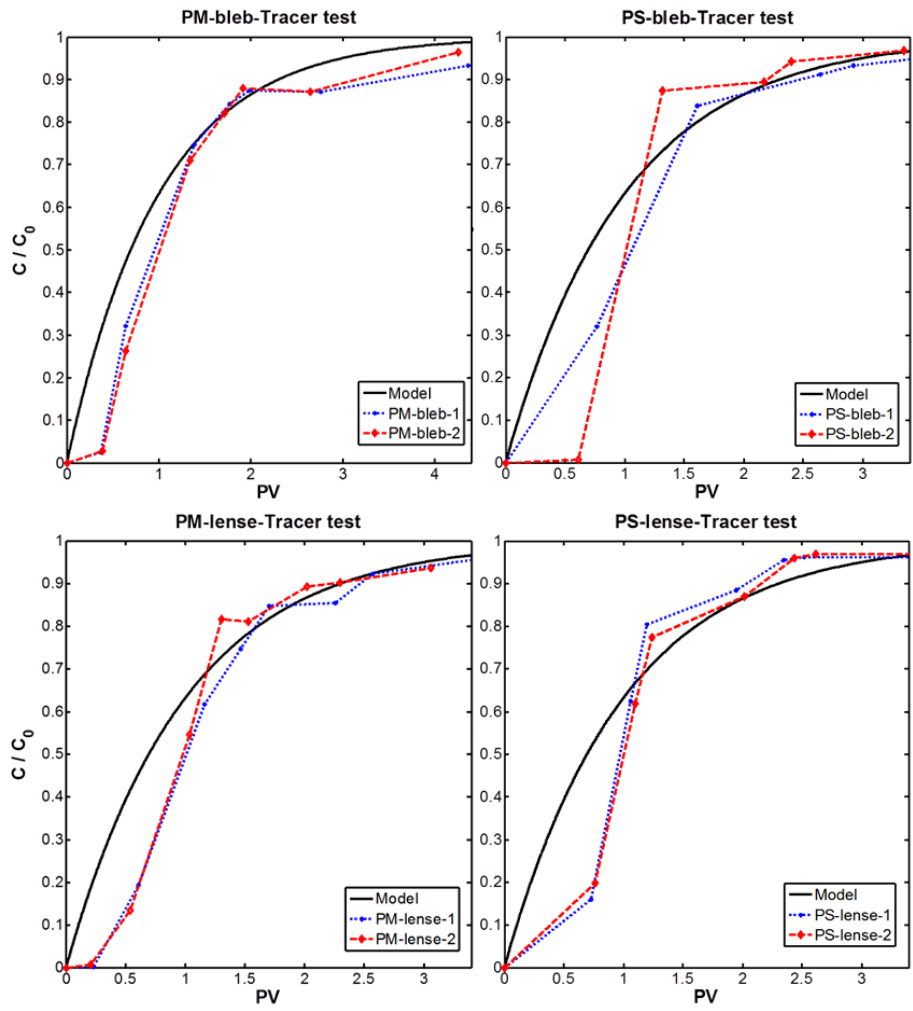 PM-bleb-Tracer test
1
0.9
0.8
0.7
0.6
0.5
0.4
0.3
0.2
0.1
0
C / C0
0 1 2 3 4
PV
Model
PM-bleb-1
PM-bleb-2
PS-bleb-Tracer test
1
0.9
0.8
0.7
0.6
0.5
0.4
0.3
0.2
0.1
0
0 0.5 1 1.5 2 2.5 3
PV
Model
PS-bleb-1
PS-bleb-2
PM-lense-Tracer test
1
0.9
0.8
0.7
0.6
0.5
0.4
0.3
0.2
0.1
0
C / C0
0 0.5 1 1.5 2 2.5 3
PV
Model
PM-lense-1
PM-lense-2
PS-lense-Tracer test
1
0.9
0.8
0.7
0.6
0.5
0.4
0.3
0.2
0.1
0
0 0.5 1 1.5 2 2.5 3
PV
Model
PS-lense-1
PS-lense-2